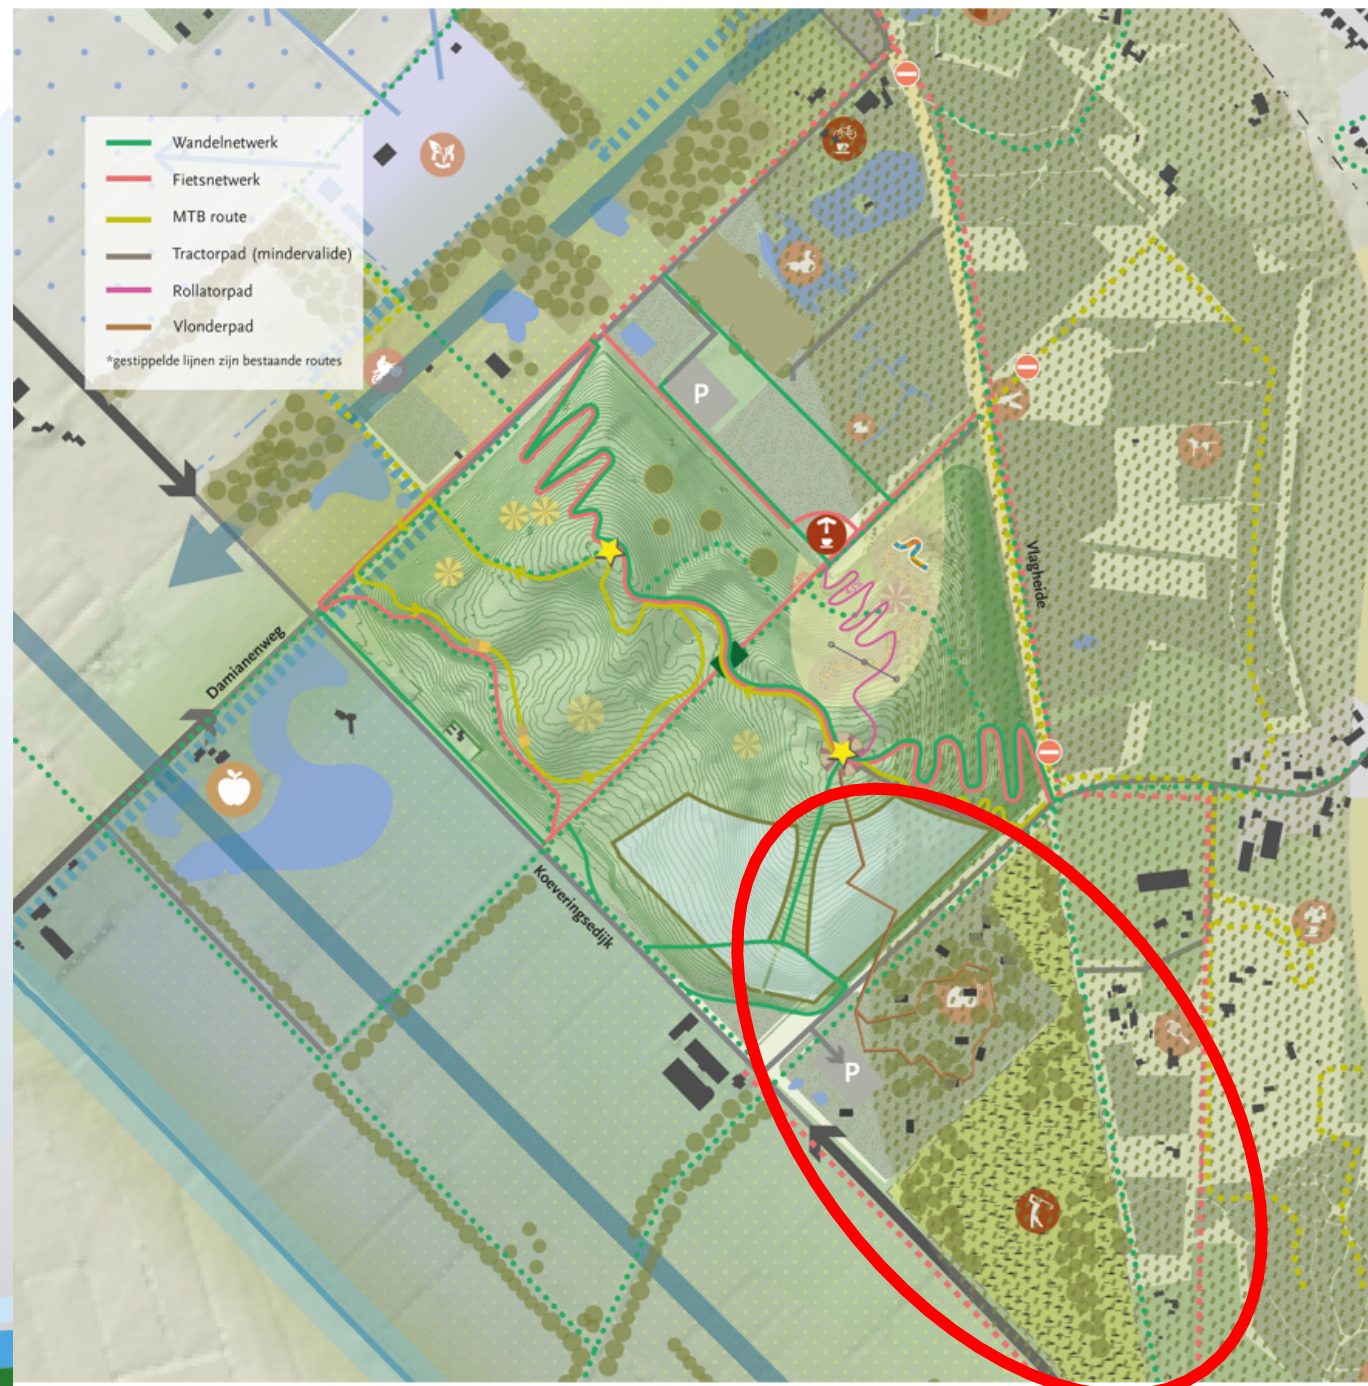 Wandelnetwerk
Fietsnetwerk
MTB route
Tractorpad (mindervalide)
Rollatorpad
Vlonderpad
*gestippelde lijnen zijn bestaande routes
P
Vlagheide
Damianenweg
Koeveringsedijk
P